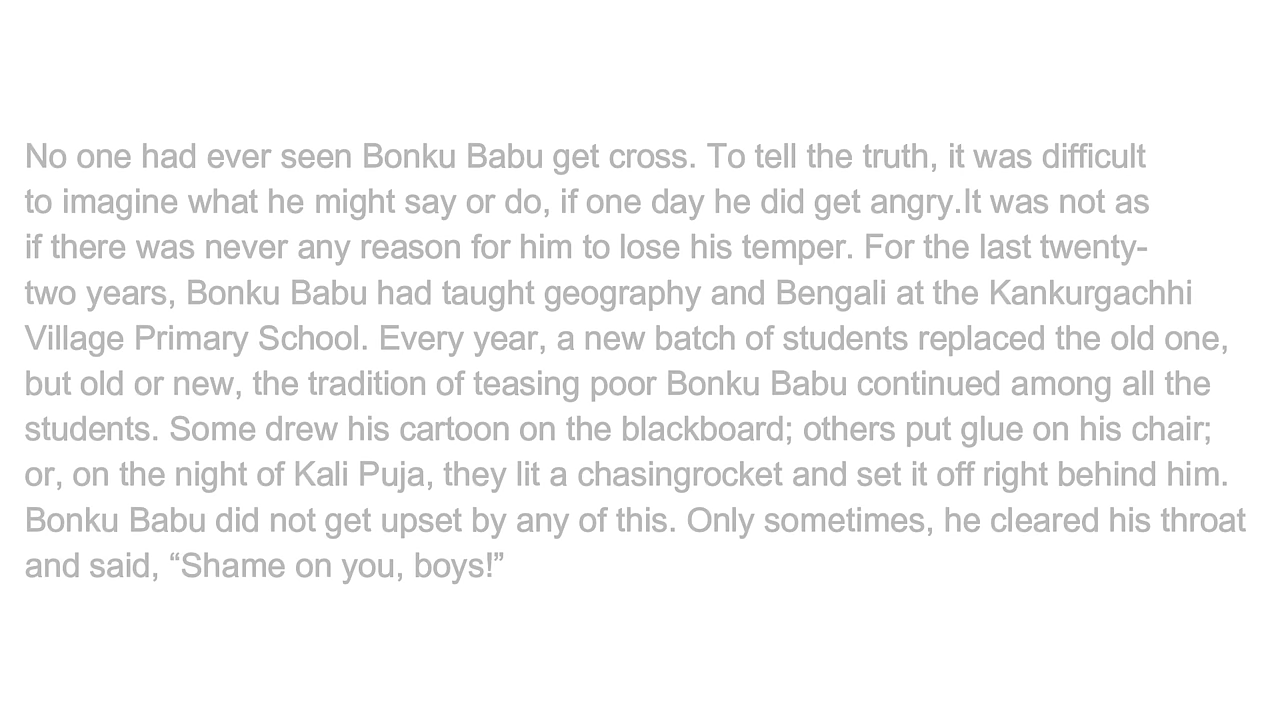 No one had ever seen Bonku Babu get cross. To tell the truth, it was difficult
to imagine what he might say or do, if one day he did get angry.It was not as
if there was never any reason for him to lose his temper. For the last twenty-
two years, Bonku Babu had taught geography and Bengali at the Kankurgachhi
Village Primary School. Every year, a new batch of students replaced the old one,
but old or new, the tradition of teasing poor Bonku Babu continued among all the
students. Some drew his cartoon on the blackboard; others put glue on his chair;
or, on the night of Kali Puja, they lit a chasingrocket and set it off right behind him.
Bonku Babu did not get upset by any of this. Only sometimes, he cleared his throat
and said, “Shame on you, boys!”